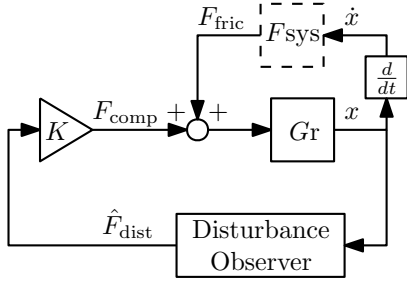 F_fric
Fsys
ẋ
d
dt
K
F_comp
+
+
Gr
x
F̂_dist
Disturbance
Observer